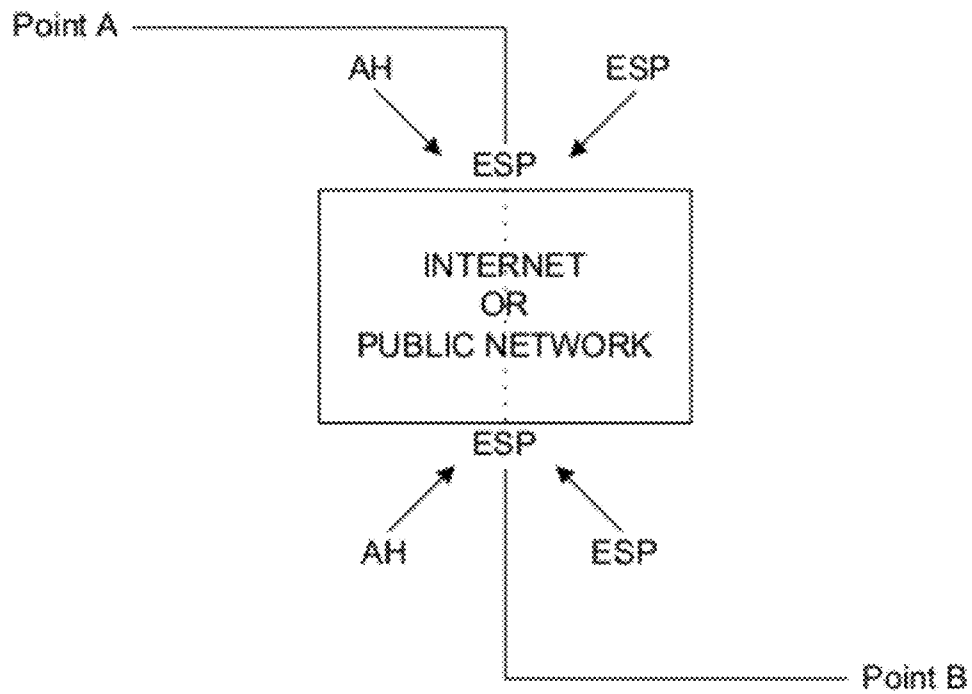 Point A
AH
ESP
ESP
INTERNET
OR
PUBLIC NETWORK
ESP
AH
ESP
Point B